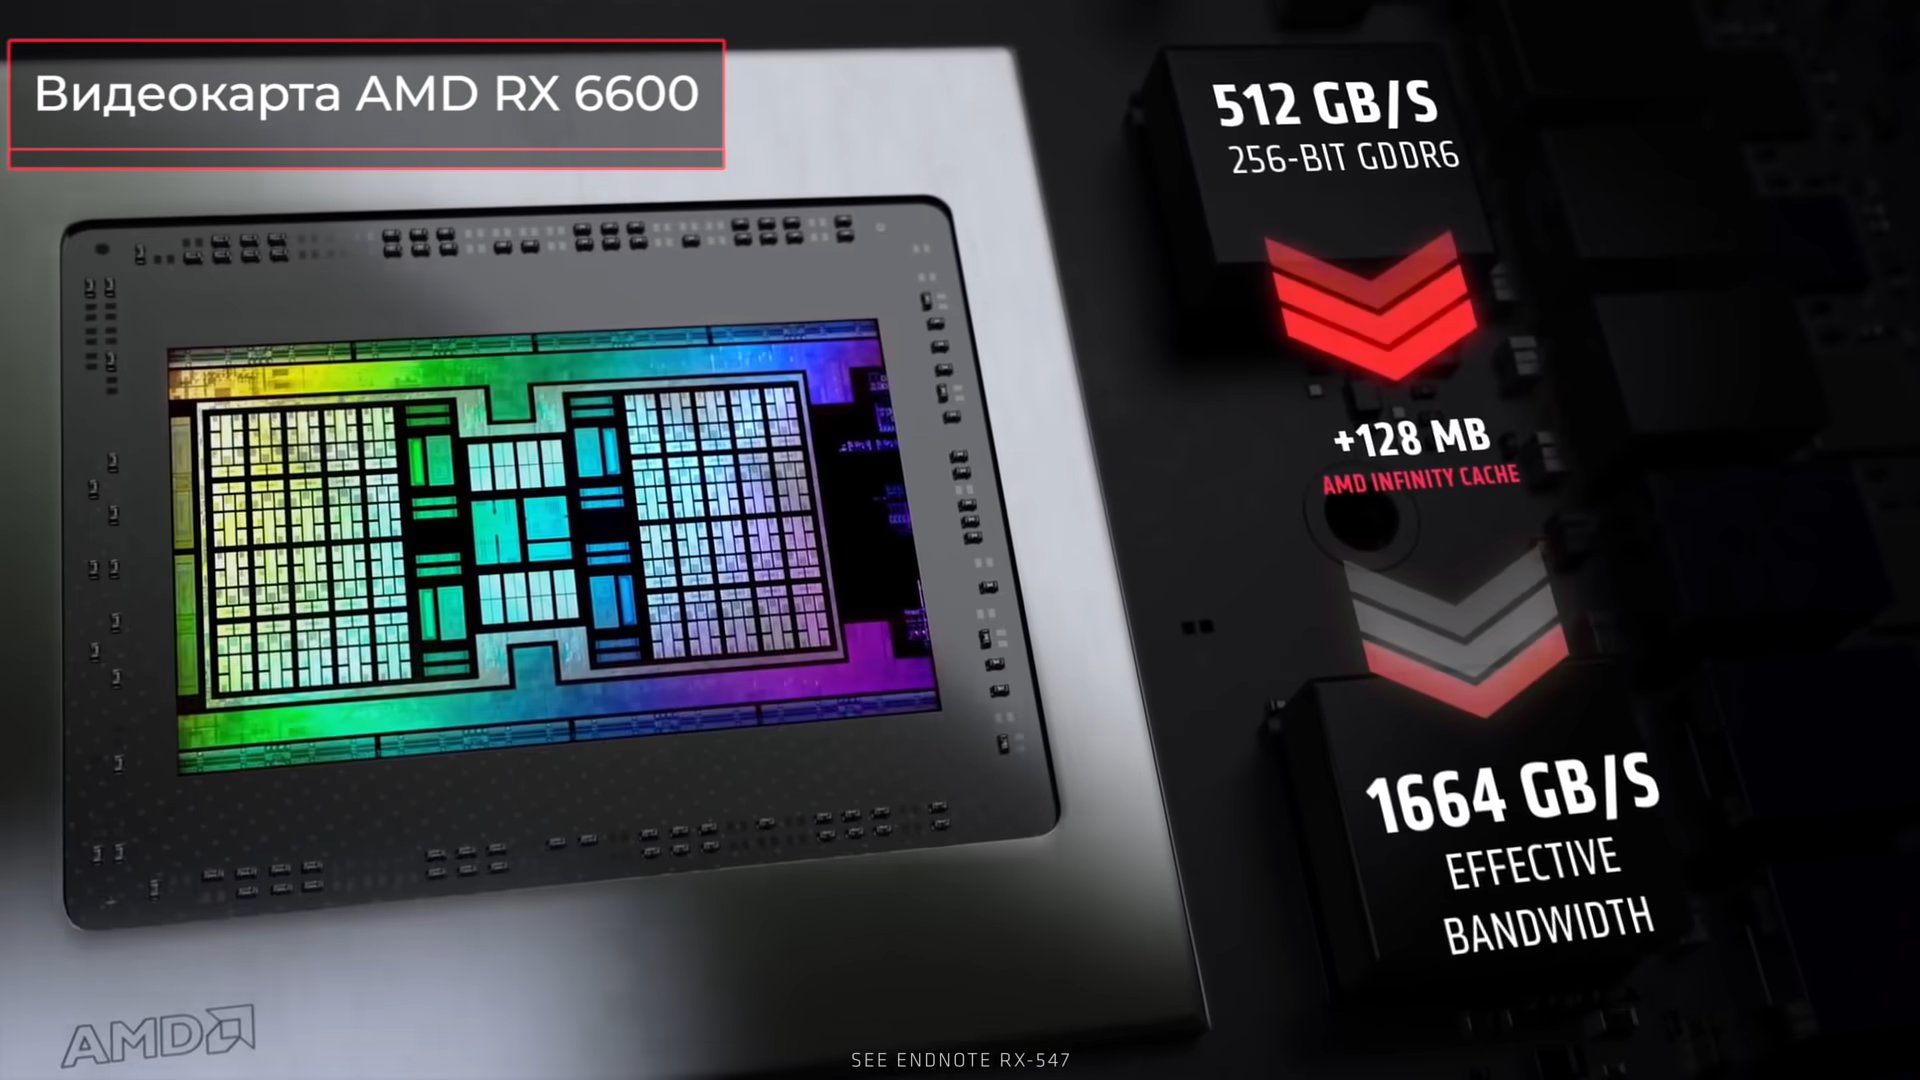 Видеокарта AMD RX 6600
512 GB/S
256-BIT GDDR6
+128 MB
AMD INFINITY CACHE
1664 GB/S
EFFECTIVE
BANDWIDTH
AMD
SEE ENDNOTE RX-547